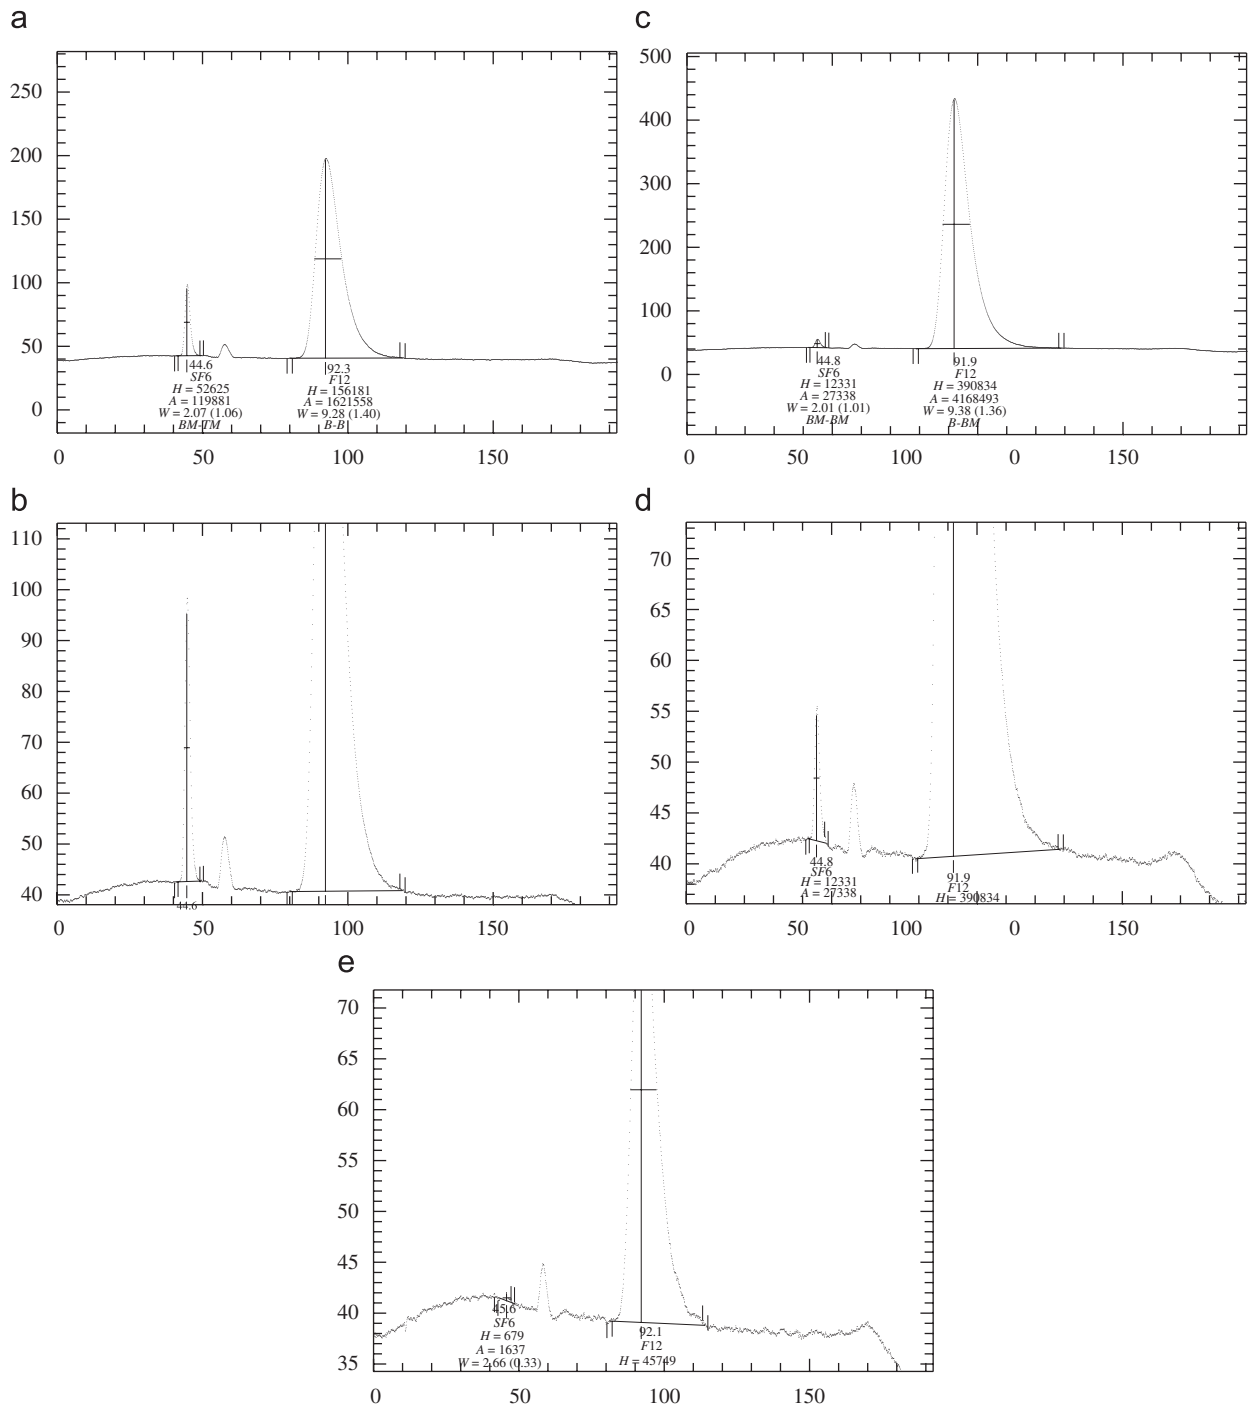 a
250
200
150
100
50
0
44.6
SF6
H = 52625
A = 119881
W = 2.07 (1.06)
BM-TM
92.3
F12
H = 156181
A = 1621558
W = 9.28 (1.40)
B-B
0 50 100 150
c
500
400
300
200
100
0
44.8
SF6
H = 12331
A = 27338
W = 2.01 (1.01)
BM-BM
91.9
F12
H = 390834
A = 4168493
W = 9.38 (1.36)
B-BM
0 50 100 0 150
b
110
100
90
80
70
60
50
40
44.6
0 50 100 150
d
70
65
60
55
50
45
40
44.8
SF6
H = 12331
A = 27338
91.9
F12
H = 390834
0 50 100 0 150
e
70
65
60
55
50
45
40
35
45.6
SF6
H = 679
A = 1637
W = 2.66 (0.33)
92.1
F12
H = 45749
0 50 100 150